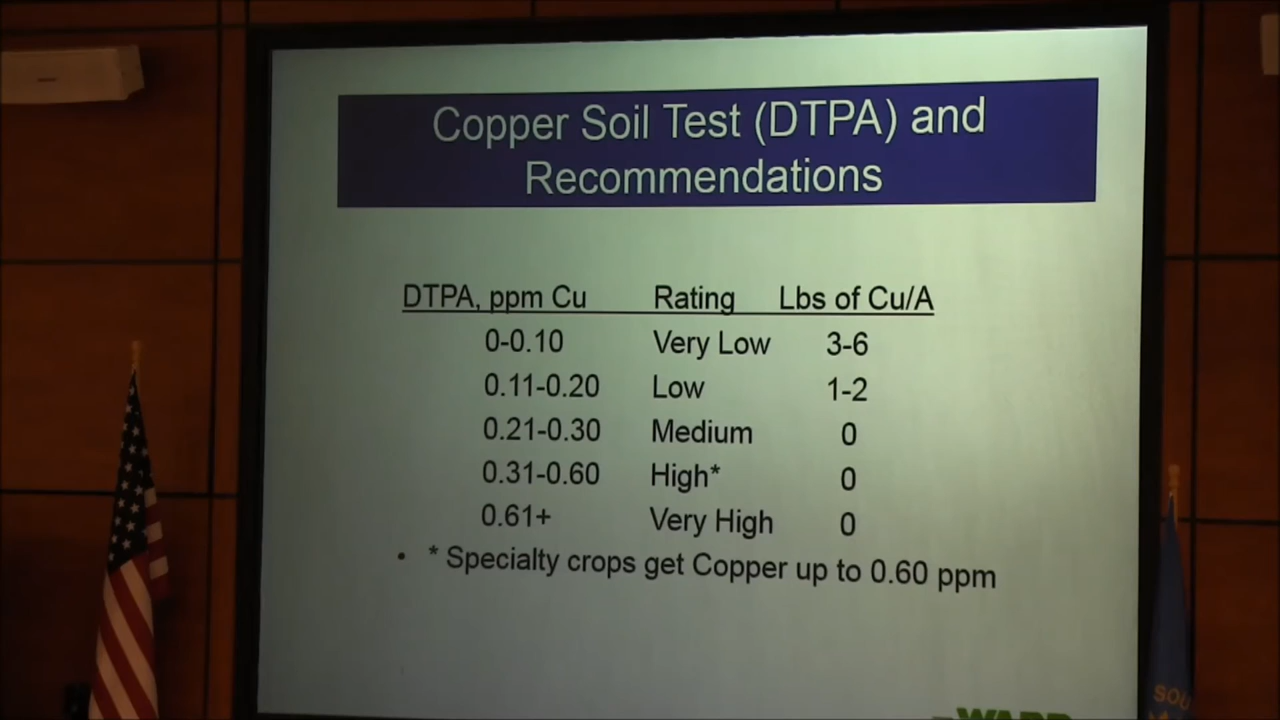 Copper Soil Test (DTPA) and
Recommendations
DTPA, ppm Cu Rating Lbs of Cu/A
0-0.10 Very Low 3-6
0.11-0.20 Low 1-2
0.21-0.30 Medium 0
0.31-0.60 High* 0
0.61+ Very High 0
• * Specialty crops get Copper up to 0.60 ppm
SOU